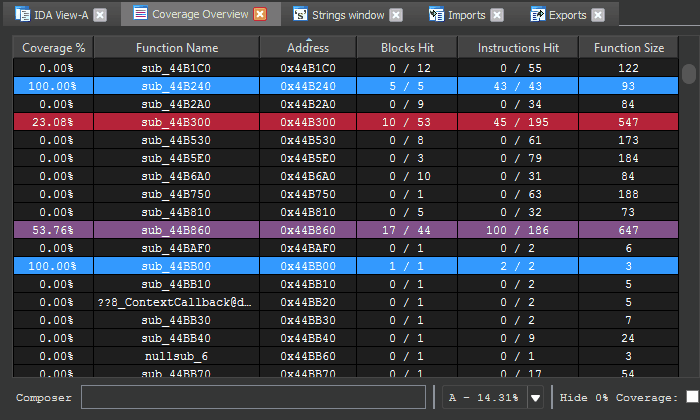 IDA View-A Coverage Overview Strings window Imports Exports
Coverage % Function Name Address Blocks Hit Instructions Hit Function Size
0.00% sub_44B1C0 0x44B1C0 0 / 12 0 / 55 122
100.00% sub_44B240 0x44B240 5 / 5 43 / 43 93
0.00% sub_44B2A0 0x44B2A0 0 / 9 0 / 34 84
23.08% sub_44B300 0x44B300 10 / 53 45 / 195 547
0.00% sub_44B530 0x44B530 0 / 8 0 / 61 173
0.00% sub_44B5E0 0x44B5E0 0 / 3 0 / 79 184
0.00% sub_44B6A0 0x44B6A0 0 / 10 0 / 31 84
0.00% sub_44B750 0x44B750 0 / 1 0 / 63 188
0.00% sub_44B810 0x44B810 0 / 5 0 / 32 73
53.76% sub_44B860 0x44B860 17 / 44 100 / 186 647
0.00% sub_44BAF0 0x44BAF0 0 / 1 0 / 2 6
100.00% sub_44BB00 0x44BB00 1 / 1 2 / 2 3
0.00% sub_44BB10 0x44BB10 0 / 1 0 / 2 5
0.00% ??8_ContextCallback@d… 0x44BB20 0 / 1 0 / 2 5
0.00% sub_44BB30 0x44BB30 0 / 1 0 / 2 7
0.00% sub_44BB40 0x44BB40 0 / 1 0 / 9 24
0.00% nullsub_6 0x44BB60 0 / 1 0 / 1 3
0.00% sub_44BB70 0x44BB70 0 / 1 0 / 17 54
Composer A - 14.31% Hide 0% Coverage: